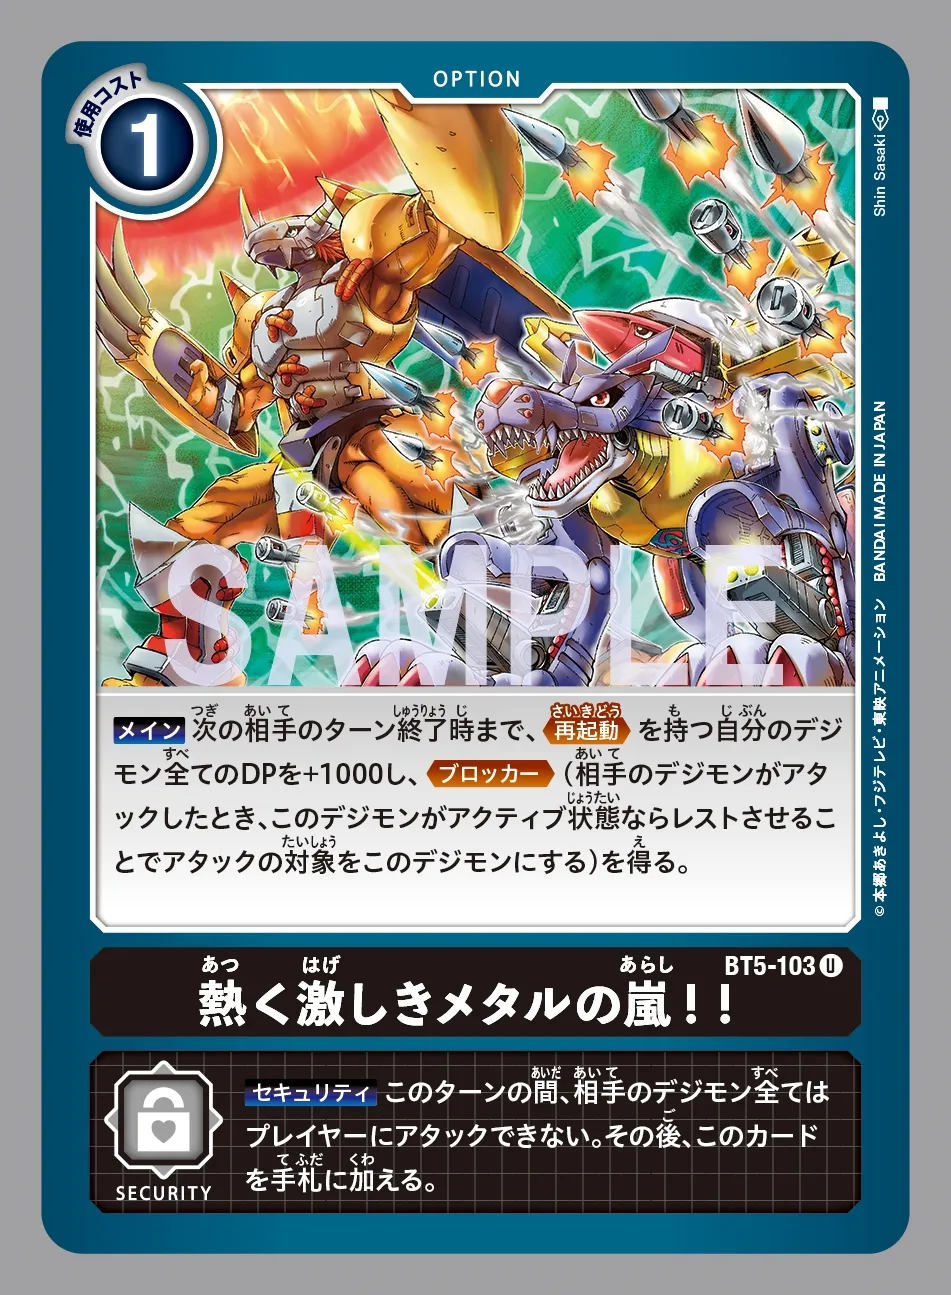 OPTION
使用コスト
1
Shin Sasaki
BANDAI MADE IN JAPAN
©本郷あきよし・フジテレビ・東映アニメーション
SAMPLE
メイン 次の相手のターン終了時まで、再起動を持つ自分のデジ
モン全てのDPを+1000し、ブロッカー（相手のデジモンがアタ
ックしたとき、このデジモンがアクティブ状態ならレストさせるこ
とでアタックの対象をこのデジモンにする）を得る。
BT5-103 U
熱く激しきメタルの嵐！！
セキュリティ このターンの間、相手のデジモン全ては
プレイヤーにアタックできない。その後、このカード
を手札に加える。
SECURITY